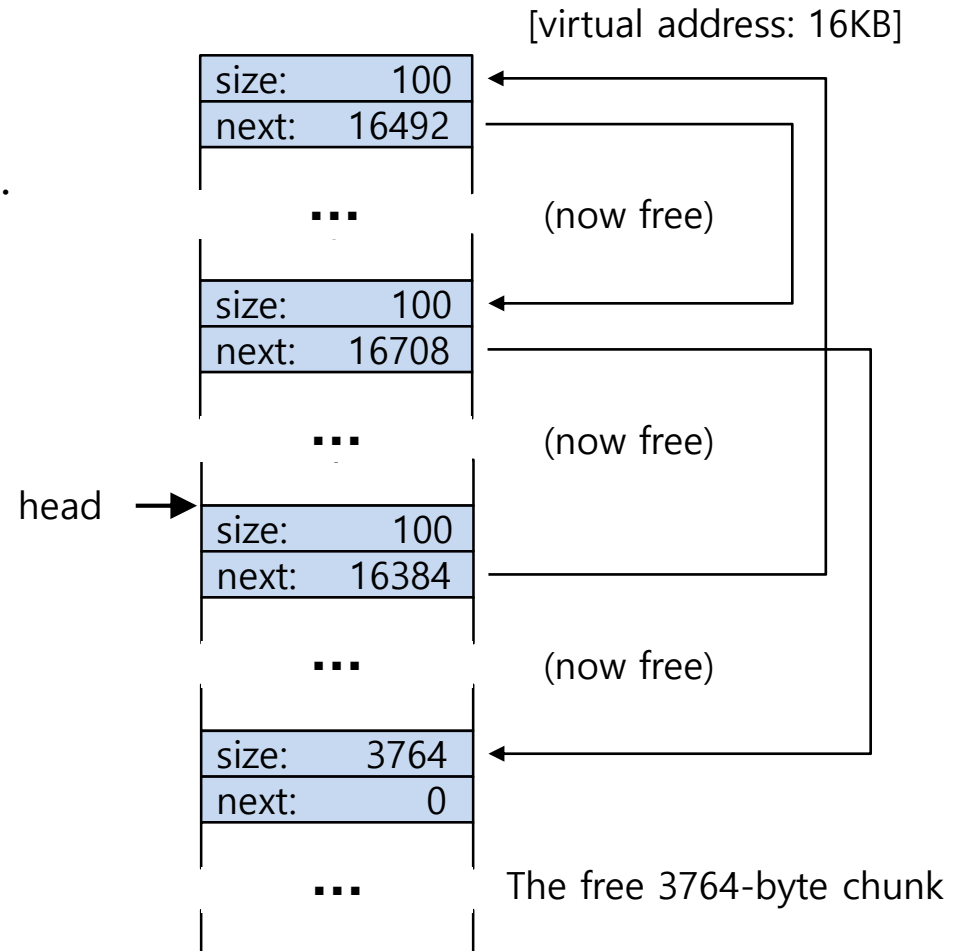 [virtual address: 16KB]
size: 100
next: 16492
.
...
(now free)
size: 100
next: 16708
...
(now free)
head
size: 100
next: 16384
...
(now free)
size: 3764
next: 0
...
The free 3764-byte chunk